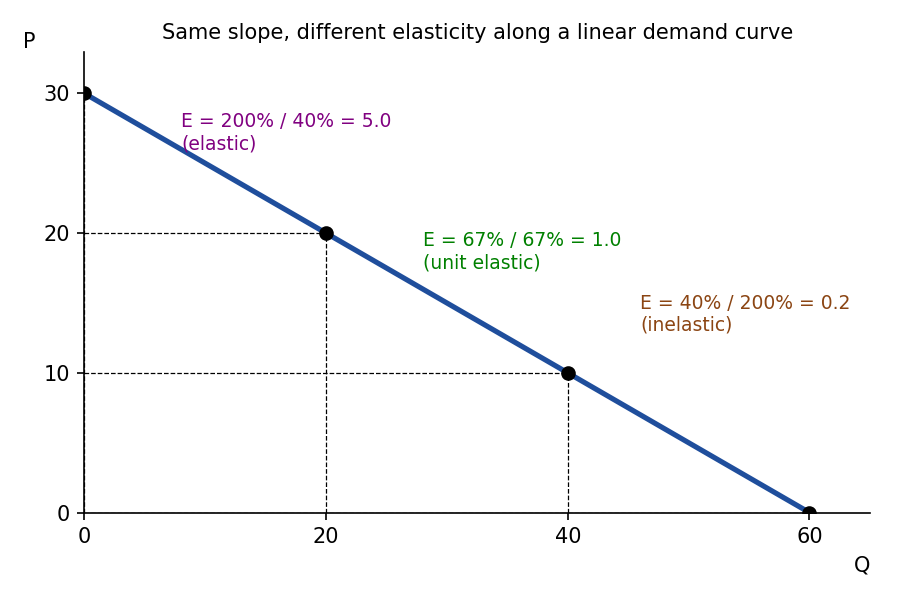 Same slope, different elasticity along a linear demand curve
P
30
E = 200% / 40% = 5.0
(elastic)
20
E = 67% / 67% = 1.0
(unit elastic)
E = 40% / 200% = 0.2
(inelastic)
10
0
0 20 40 60
Q